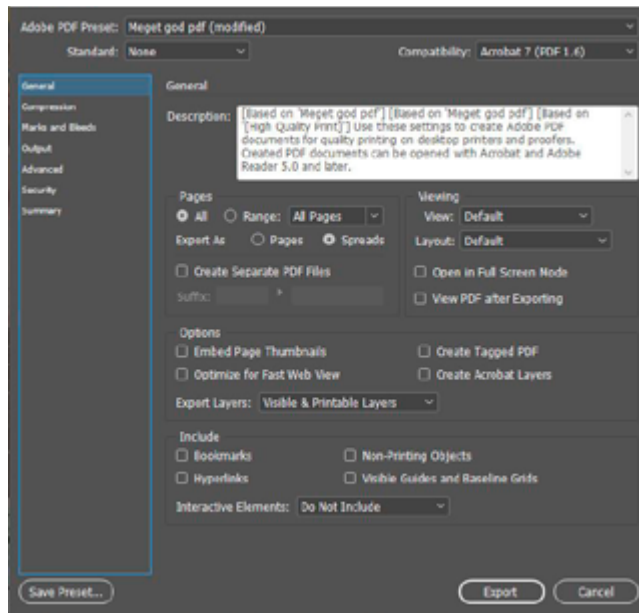 Adobe PDF Preset: Meget god pdf (modified)
Standard: None
Compatibility: Acrobat 7 (PDF 1.6)
General
Compression
Marks and Bleeds
Output
Advanced
Security
Summary
General
Description: [Based on 'Meget god pdf'] [Based on 'Meget god pdf'] [Based on
'[High Quality Print]'] Use these settings to create Adobe PDF
documents for quality printing on desktop printers and proofers.
Created PDF documents can be opened with Acrobat and Adobe
Reader 5.0 and later.
Pages
All Range: All Pages
Export As Pages Spreads
Create Separate PDF Files
Suffix:
Viewing
View: Default
Layout: Default
Open in Full Screen Mode
View PDF after Exporting
Options
Embed Page Thumbnails
Create Tagged PDF
Optimize for Fast Web View
Create Acrobat Layers
Export Layers: Visible & Printable Layers
Include
Bookmarks
Non-Printing Objects
Hyperlinks
Visible Guides and Baseline Grids
Interactive Elements: Do Not Include
Save Preset...
Export
Cancel